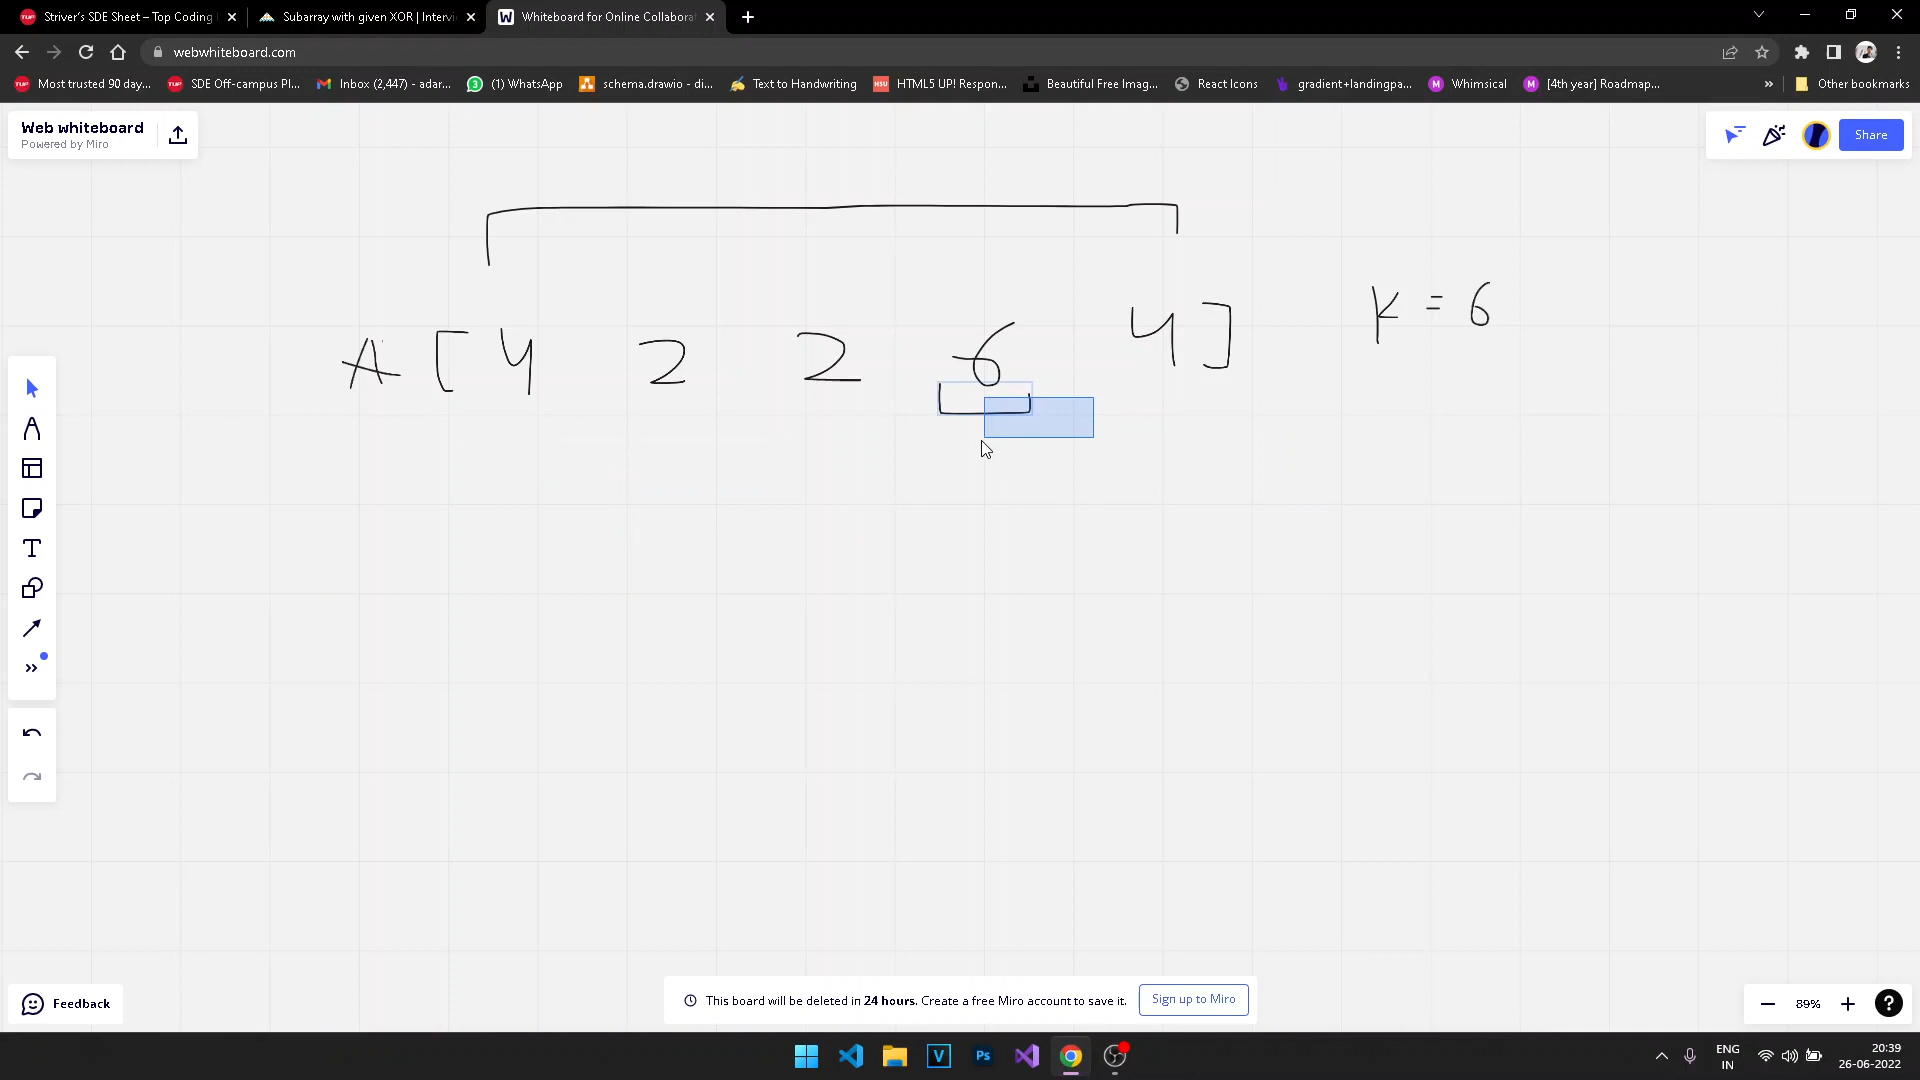 Striver's SDE Sheet – Top Coding
Subarray with given XOR | Intervi
Whiteboard for Online Collabora
webwhiteboard.com
Most trusted 90 day...
SDE Off-campus Pl...
Inbox (2,447) - adar...
(1) WhatsApp
schema.drawio - di...
Text to Handwriting
HTML5 UP! Respon...
Beautiful Free Imag...
React Icons
gradient+landingpa...
Whimsical
[4th year] Roadmap...
Other bookmarks
Web whiteboard
Powered by Miro
Share
A [ 4 2 2 6 4 ]
K = 6
Feedback
This board will be deleted in 24 hours. Create a free Miro account to save it.
Sign up to Miro
89%
ENG
IN
20:39
26-06-2022